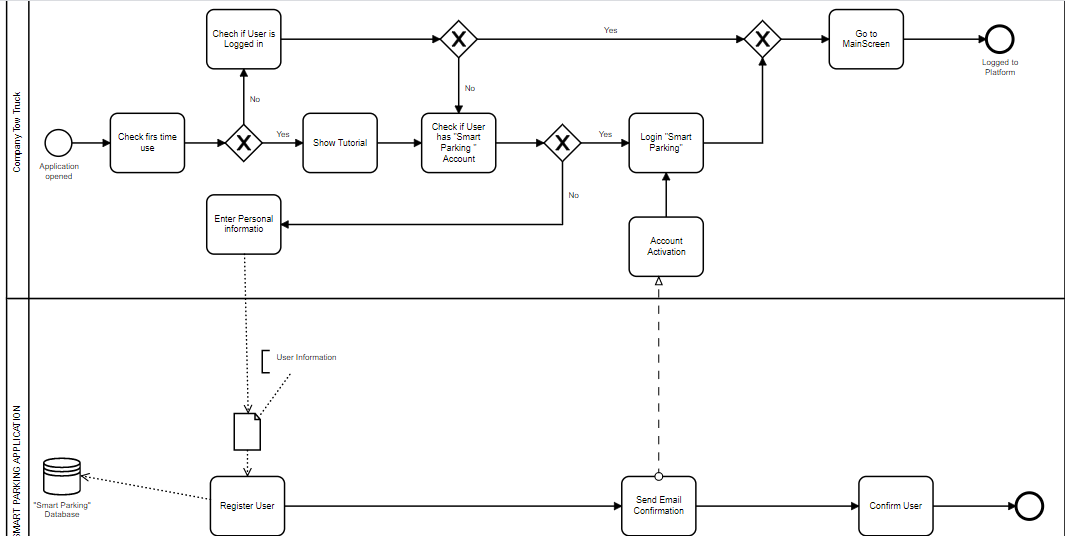 Company Tow Truck
Chech if User is
Logged in
Yes
Go to
MainScreen
Logged to
Platform
No
No
Application
opened
Check firs time
use
Yes
Show Tutorial
Check if User
has "Smart
Parking "
Account
Yes
Login "Smart
Parking"
No
Enter Personal
informatio
Account
Activation
SMART PARKING APPLICATION
User Information
"Smart Parking"
Database
Register User
Send Email
Confirmation
Confirm User